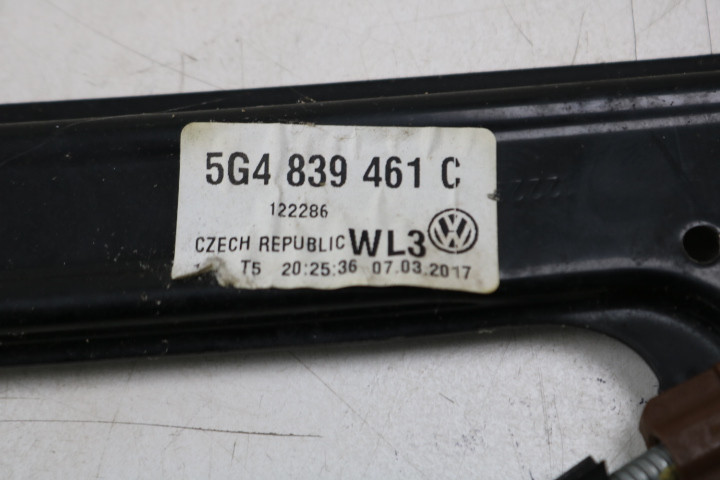 5G4 839 461 C
122286
CZECH REPUBLIC WL3
T5 20:25:36 07.03.2017